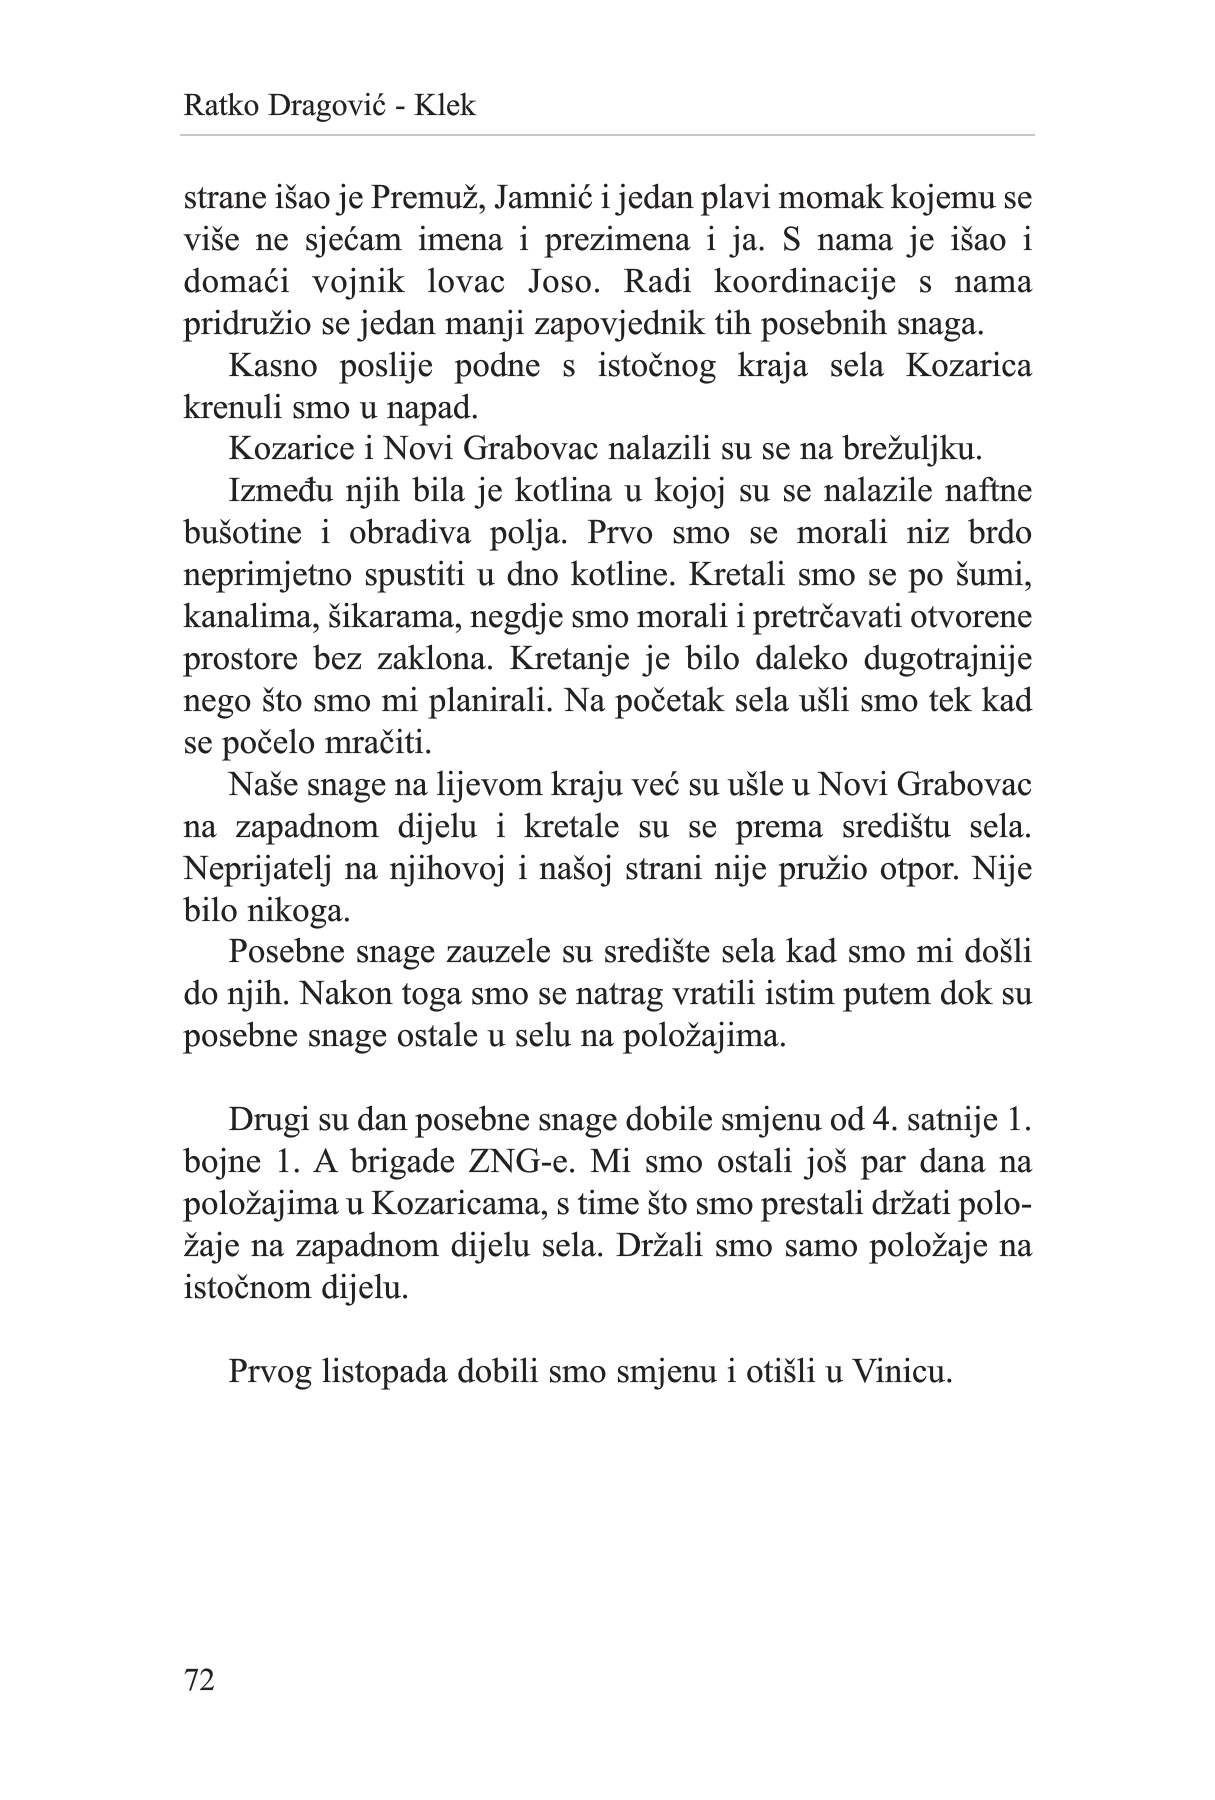 Ratko Dragović - Klek
strane išao je Premuž, Jamnić i jedan plavi momak kojemu se
više ne sjećam imena i prezimena i ja. S nama je išao i
domaći vojnik lovac Joso. Radi koordinacije s nama
pridružio se jedan manji zapovjednik tih posebnih snaga.
Kasno poslije podne s istočnog kraja sela Kozarica
krenuli smo u napad.
Kozarice i Novi Grabovac nalazili su se na brežuljku.
Između njih bila je kotlina u kojoj su se nalazile naftne
bušotine i obradiva polja. Prvo smo se morali niz brdo
neprimjetno spustiti u dno kotline. Kretali smo se po šumi,
kanalima, šikarama, negdje smo morali i pretrčavati otvorene
prostore bez zaklona. Kretanje je bilo daleko dugotrajnije
nego što smo mi planirali. Na početak sela ušli smo tek kad
se počelo mračiti.
Naše snage na lijevom kraju već su ušle u Novi Grabovac
na zapadnom dijelu i kretale su se prema središtu sela.
Neprijatelj na njihovoj i našoj strani nije pružio otpor. Nije
bilo nikoga.
Posebne snage zauzele su središte sela kad smo mi došli
do njih. Nakon toga smo se natrag vratili istim putem dok su
posebne snage ostale u selu na položajima.
Drugi su dan posebne snage dobile smjenu od 4. satnije 1.
bojne 1. A brigade ZNG-e. Mi smo ostali još par dana na
položajima u Kozaricama, s time što smo prestali držati polo-
žaje na zapadnom dijelu sela. Držali smo samo položaje na
istočnom dijelu.
Prvog listopada dobili smo smjenu i otišli u Vinicu.
72